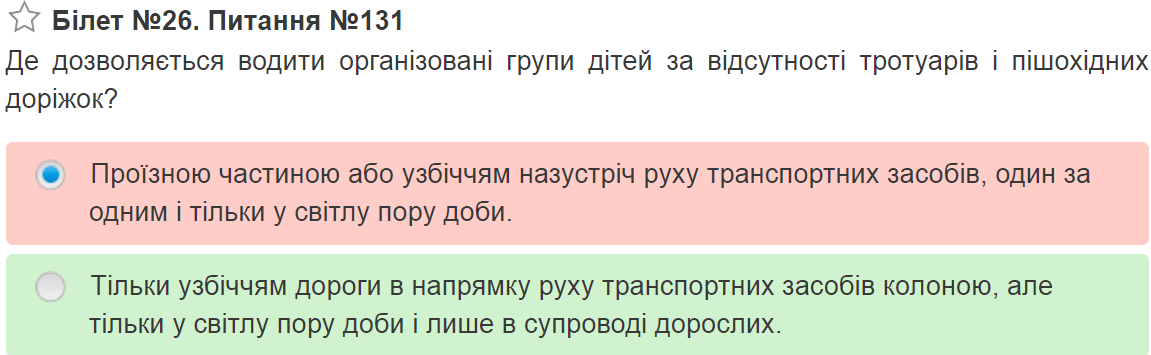 Білет №26. Питання №131
Де дозволяється водити організовані групи дітей за відсутності тротуарів і пішохідних
доріжок?
Проїзною частиною або узбіччям назустріч руху транспортних засобів, один за
одним і тільки у світлу пору доби.
Тільки узбіччям дороги в напрямку руху транспортних засобів колоною, але
тільки у світлу пору доби і лише в супроводі дорослих.